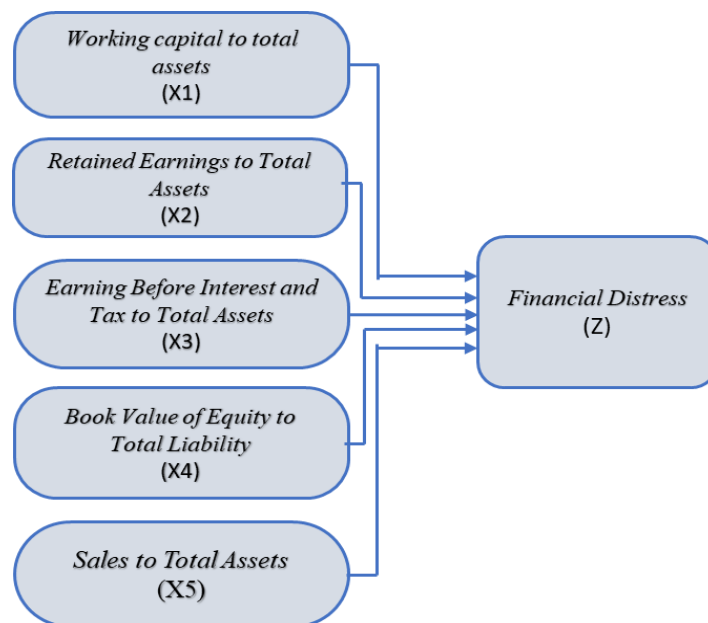 Working capital to total
assets
(X1)
Retained Earnings to Total
Assets
(X2)
Earning Before Interest and
Tax to Total Assets
(X3)
Book Value of Equity to
Total Liability
(X4)
Sales to Total Assets
(X5)
Financial Distress
(Z)